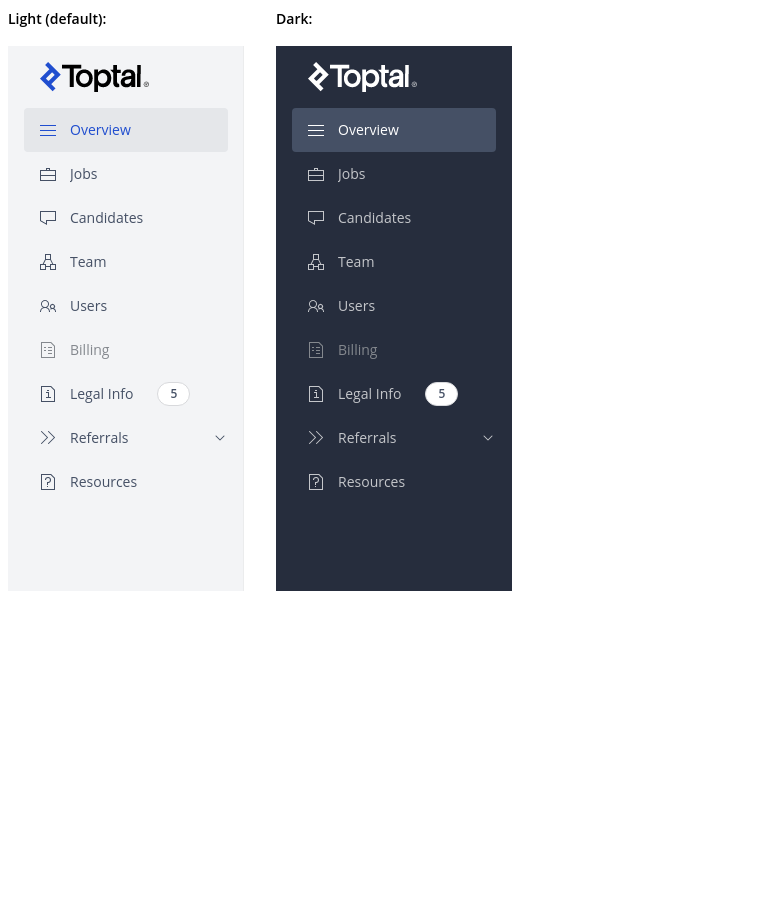 Light (default):
Toptal®
Overview
Jobs
Candidates
Team
Users
Billing
Legal Info 5
Referrals
Resources
Dark:
Toptal®
Overview
Jobs
Candidates
Team
Users
Billing
Legal Info 5
Referrals
Resources